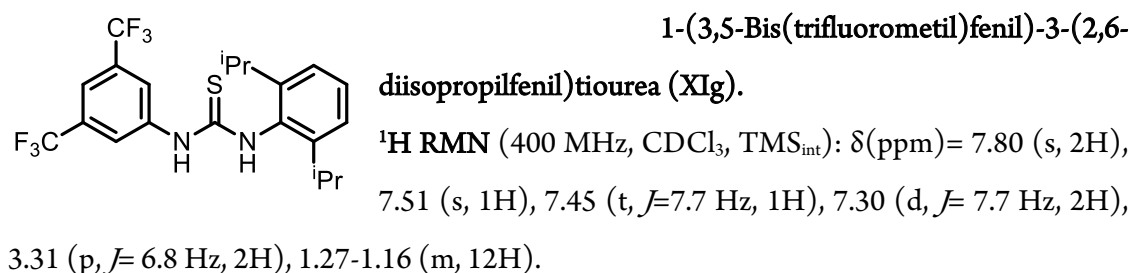 CF₃
F₃C
S
N
H
N
H
ⁱPr
ⁱPr
1-(3,5-Bis(trifluorometil)fenil)-3-(2,6-
diisopropilfenil)tiourea (XIg).
¹H RMN (400 MHz, CDCl₃, TMSᵢₙₜ): δ(ppm)= 7.80 (s, 2H),
7.51 (s, 1H), 7.45 (t, J=7.7 Hz, 1H), 7.30 (d, J= 7.7 Hz, 2H),
3.31 (p, J= 6.8 Hz, 2H), 1.27-1.16 (m, 12H).